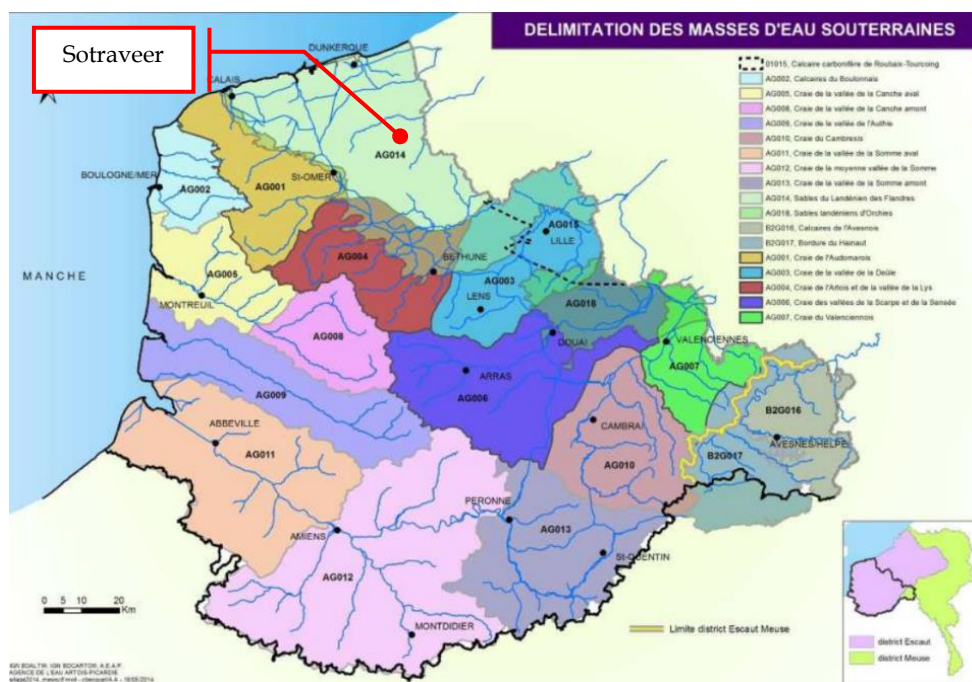 DELIMITATION DES MASSES D'EAU SOUTERRAINES
Sotraveer
01015, Calcaire carbonifère de Roubaix-Tourcoing
AG002, Calcaires du Boulonnais
AG005, Craie de la vallée de la Canche aval
AG008, Craie de la vallée de la Canche amont
AG009, Craie de la vallée de l'Authie
AG010, Craie du Cambresis
AG011, Craie de la vallée de la Somme aval
AG012, Craie de la moyenne vallée de la Somme
AG013, Craie de la vallée de la Somme amont
AG014, Sables du Landénien des Flandres
AG018, Sables landéniens d'Orchies
B2G016, Calcaires de l'Avesnois
B2G017, Bordure du Hainaut
AG001, Craie de l'Audomarois
AG003, Craie de la vallée de la Deûle
AG004, Craie de l'Artois et de la vallée de la Lys
AG006, Craie des vallées de la Scarpe et de la Sensée
AG007, Craie du Valenciennois
DUNKERQUE
CALAIS
AG014
ST-OMER
BOULOGNE/MER
AG002
AG001
AG015
LILLE
AG004
BETHUNE
MANCHE
AG005
AG003
LENS
MONTREUIL
AG018
AG008
DOUAI
VALENCIENNES
AG007
ARRAS
AG006
AG009
B2G016
ABBEVILLE
CAMBRAI
AVESNES/HELPE
AG011
B2G017
AG010
PERONNE
AG013
AMIENS
St-QUENTIN
AG012
0 5 10 20
Km
MONTDIDIER
Limite district Escaut Meuse
district Escaut
district Meuse
AGENCE DE L'EAU ARTOIS-PICARDIE